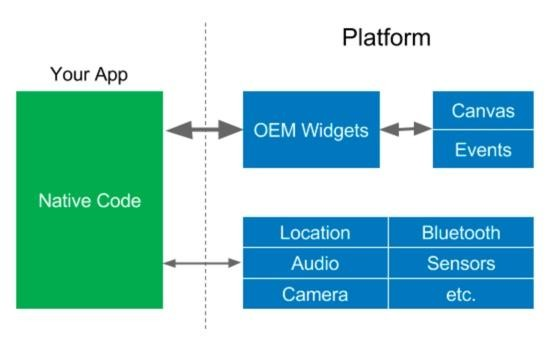 Platform
Your App
Native Code
OEM Widgets
Canvas
Events
Location
Bluetooth
Audio
Sensors
Camera
etc.